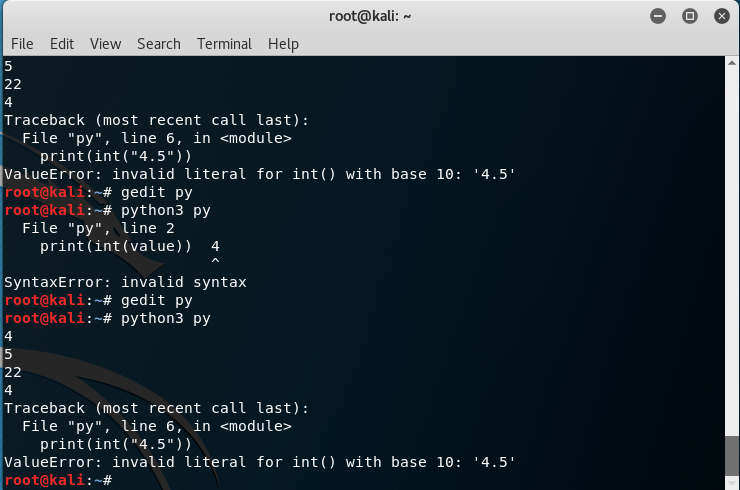 root@kali: ~
File Edit View Search Terminal Help
5
22
4
Traceback (most recent call last):
  File "py", line 6, in <module>
    print(int("4.5"))
ValueError: invalid literal for int() with base 10: '4.5'
root@kali:~# gedit py
root@kali:~# python3 py
  File "py", line 2
    print(int(value))  4
                       ^
SyntaxError: invalid syntax
root@kali:~# gedit py
root@kali:~# python3 py
4
5
22
4
Traceback (most recent call last):
  File "py", line 6, in <module>
    print(int("4.5"))
ValueError: invalid literal for int() with base 10: '4.5'
root@kali:~#